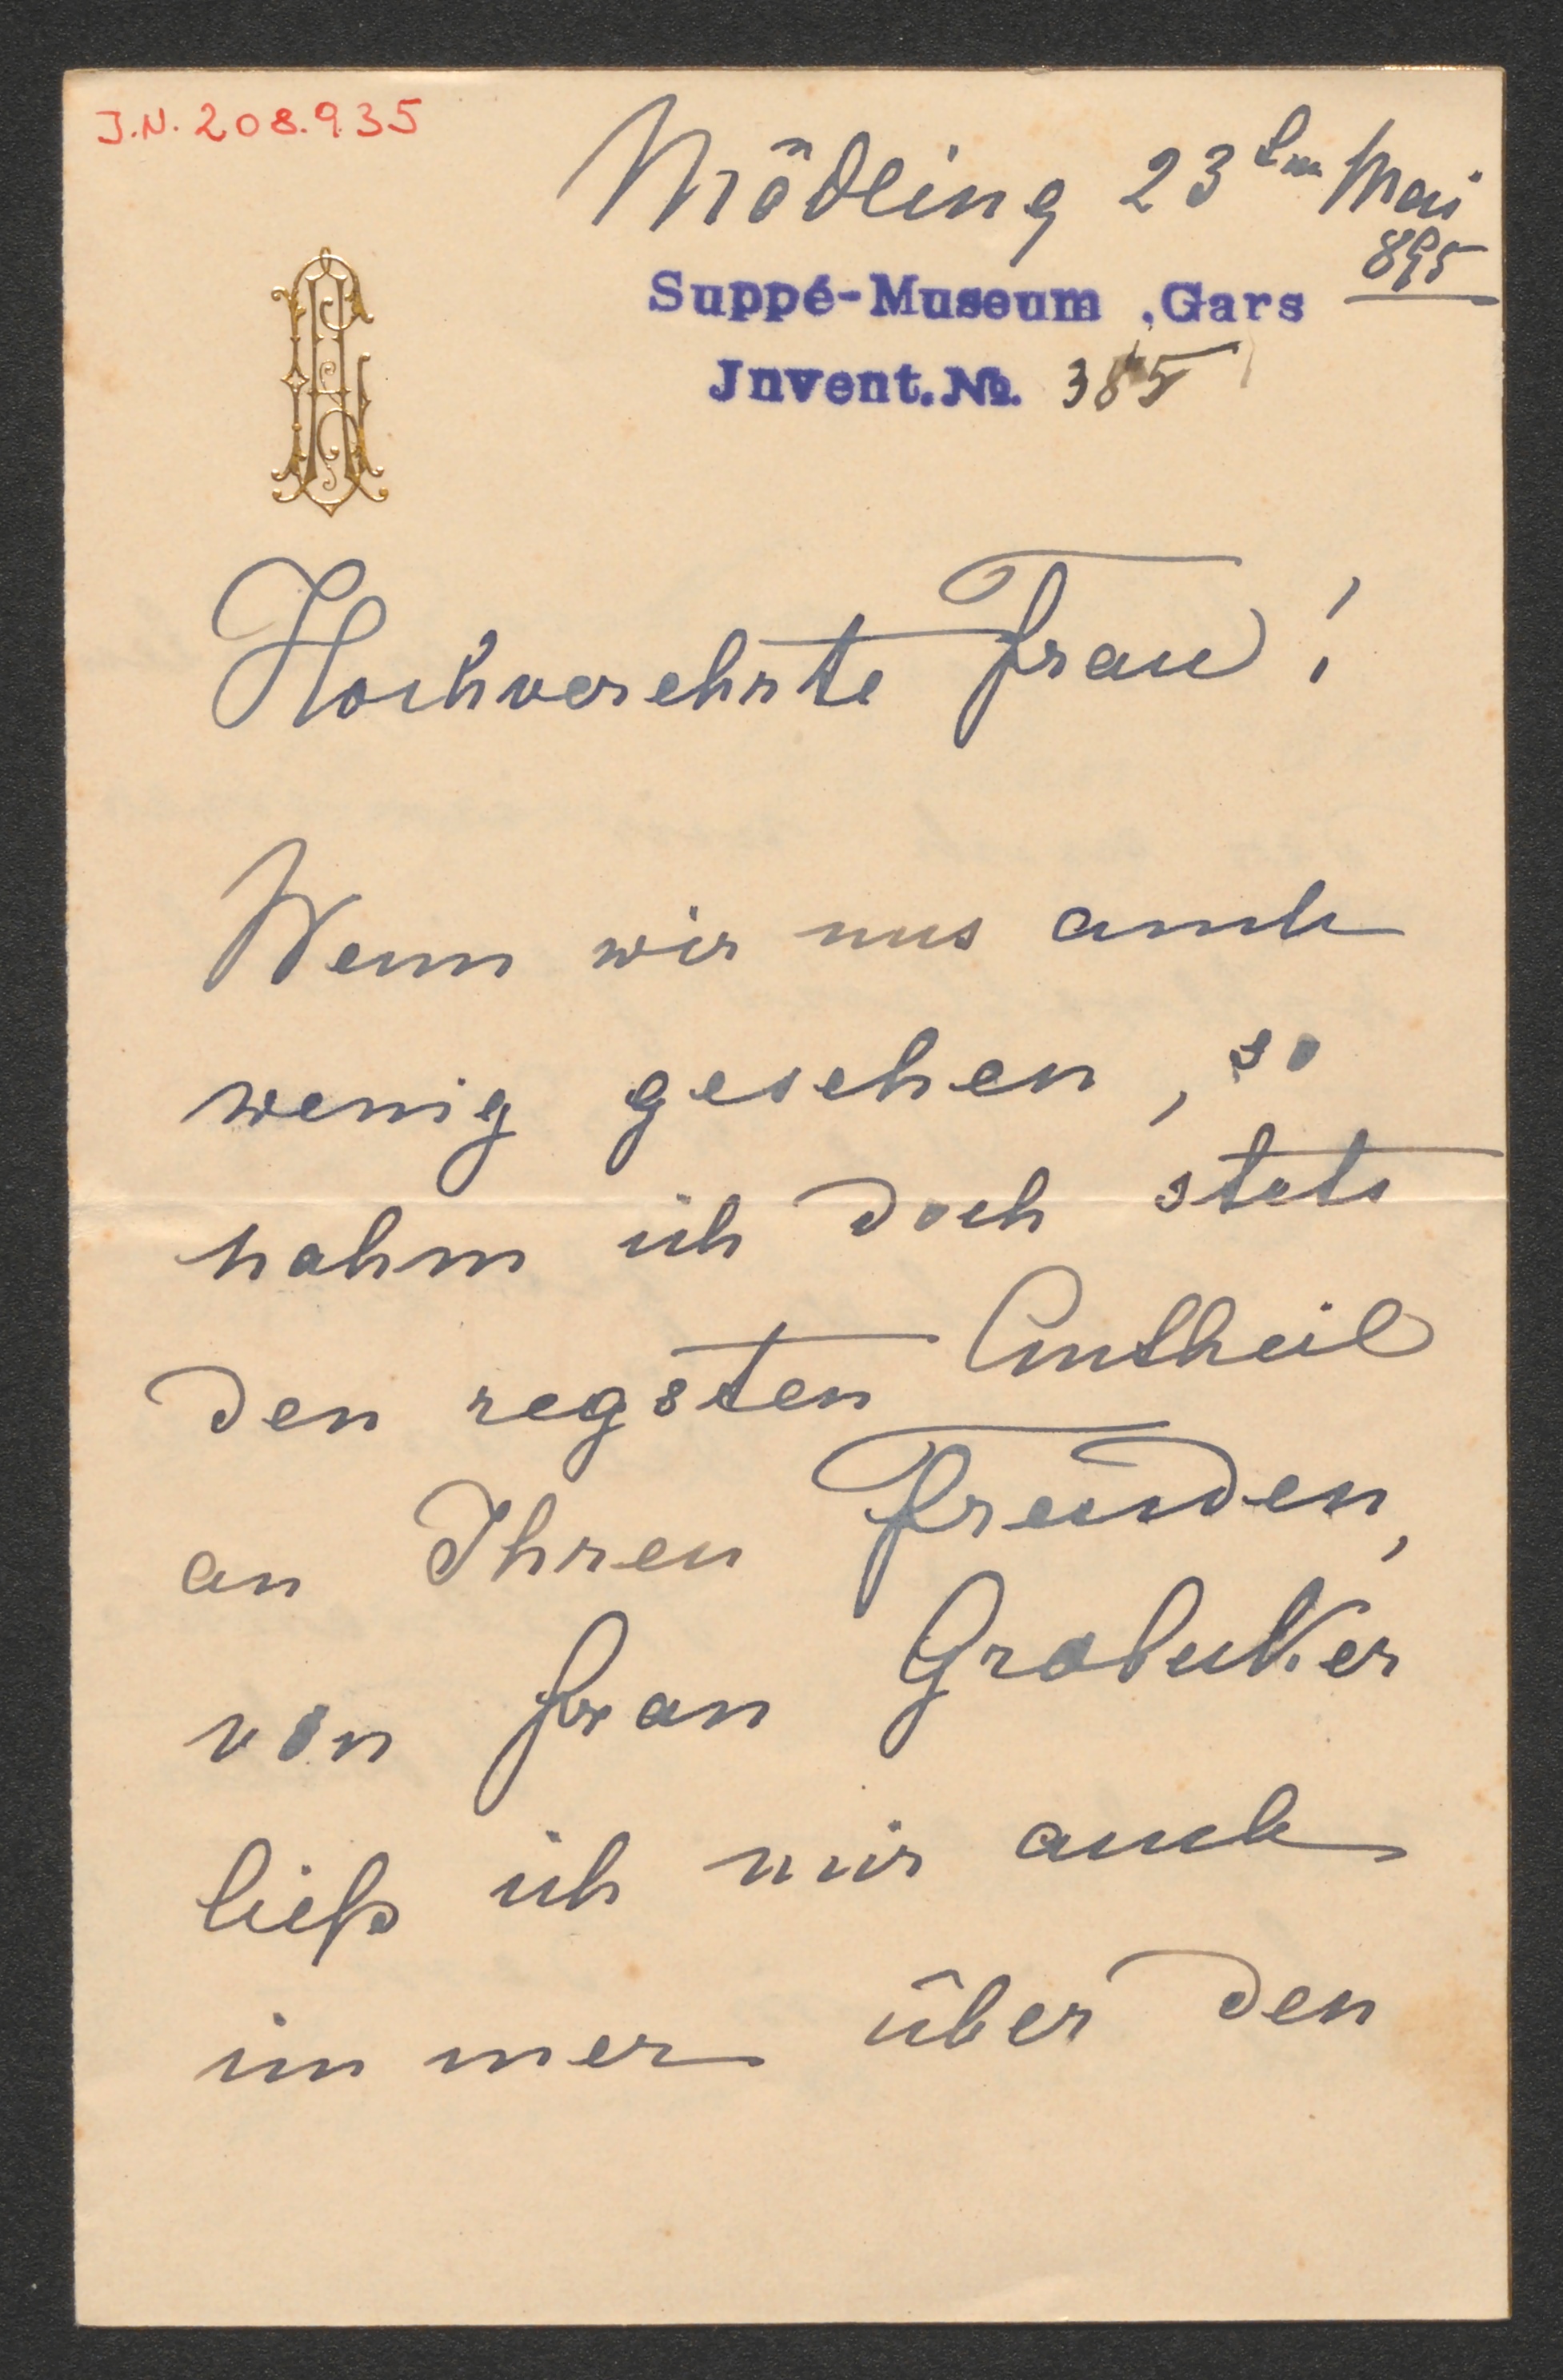 J.N. 208.935
Mödling 23ten Mai
895
Suppé-Museum, Gars
Jnvent. No. 385
Hochverehrte Frau!
Wenn wir uns auch
wenig gesehen, so
nahm ich doch stets
den regsten Antheil
an Ihren Freuden,
von Frau Grobecker
ließ ich mir auch
immer über den